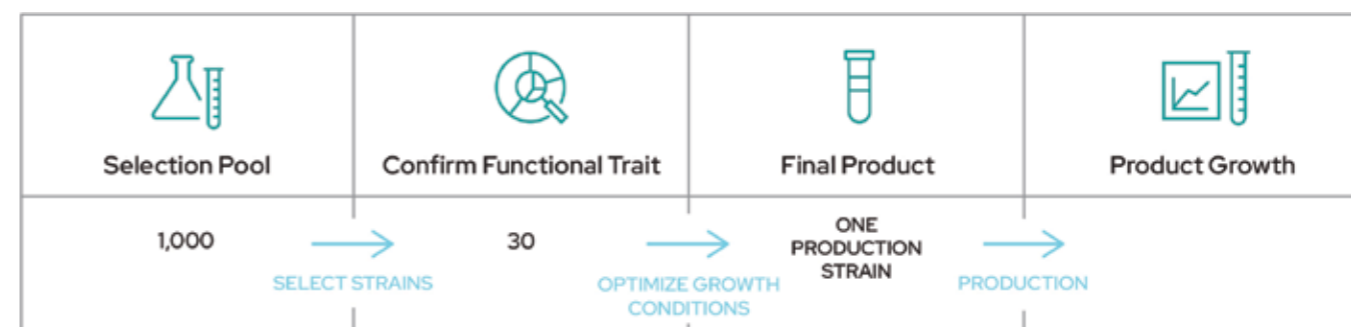 Selection Pool
Confirm Functional Trait
Final Product
Product Growth
1,000
SELECT STRAINS
30
OPTIMIZE GROWTH
CONDITIONS
ONE
PRODUCTION
STRAIN
PRODUCTION